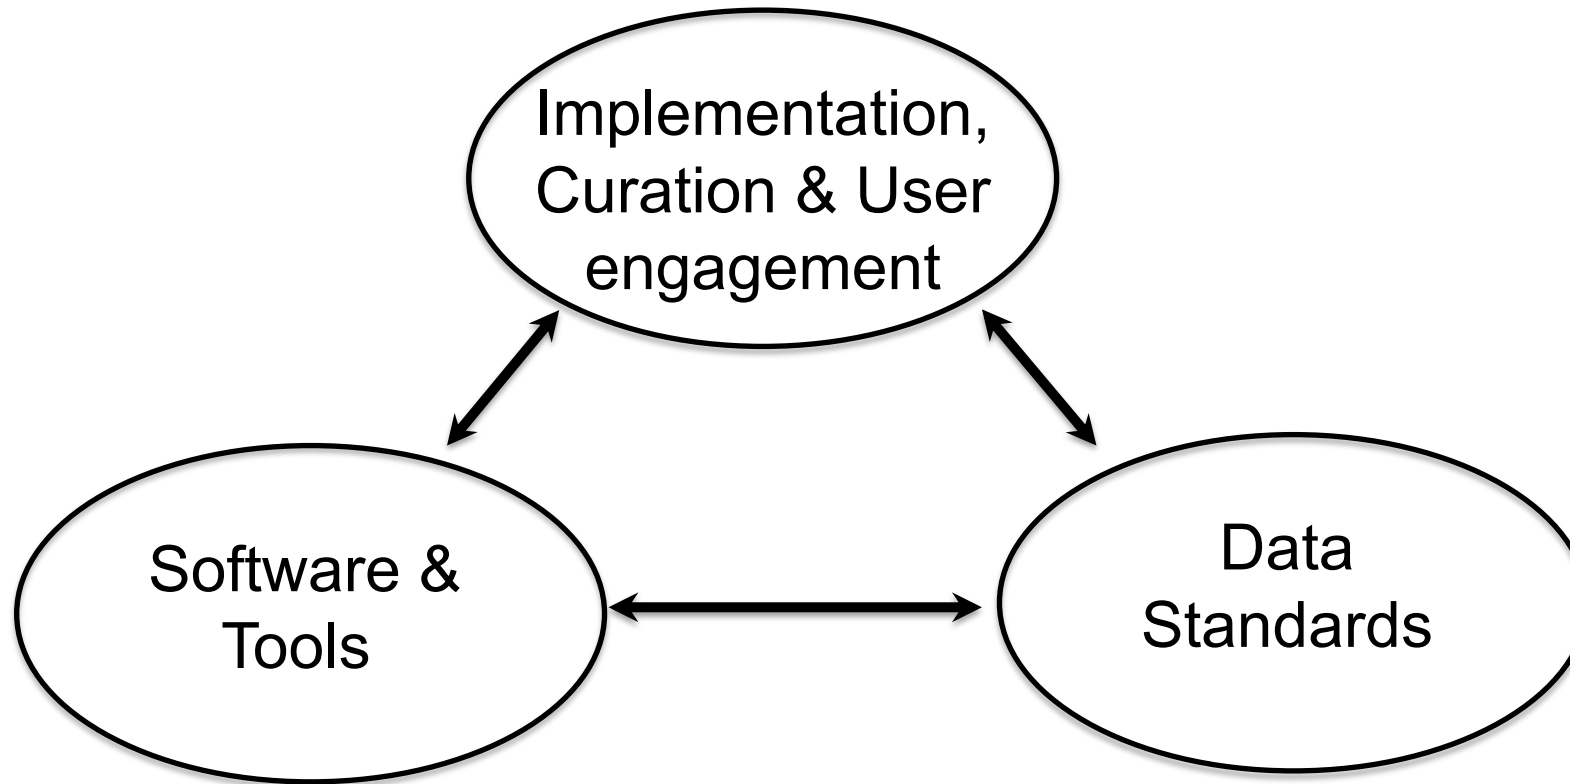 Implementation,
Curation & User
engagement
Software &
Tools
Data
Standards